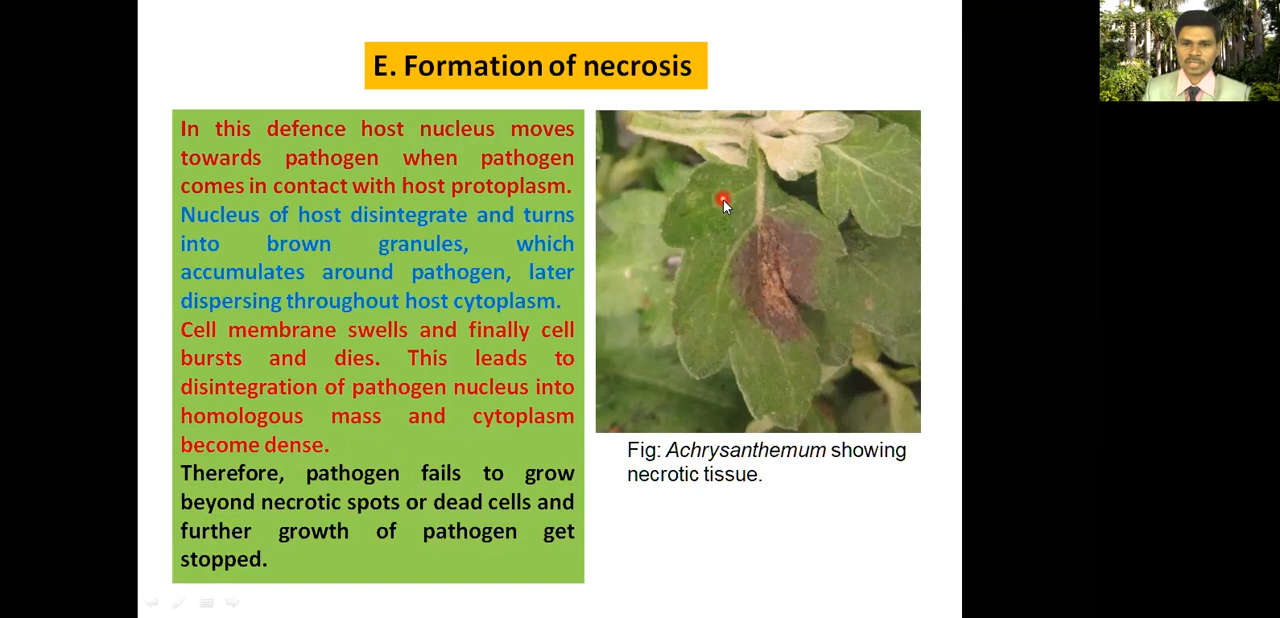 E. Formation of necrosis
In this defence host nucleus moves
towards pathogen when pathogen
comes in contact with host protoplasm.
Nucleus of host disintegrate and turns
into brown granules, which
accumulates around pathogen, later
dispersing throughout host cytoplasm.
Cell membrane swells and finally cell
bursts and dies. This leads to
disintegration of pathogen nucleus into
homologous mass and cytoplasm
become dense.
Therefore, pathogen fails to grow
beyond necrotic spots or dead cells and
further growth of pathogen get
stopped.
Fig: Achrysanthemum showing
necrotic tissue.